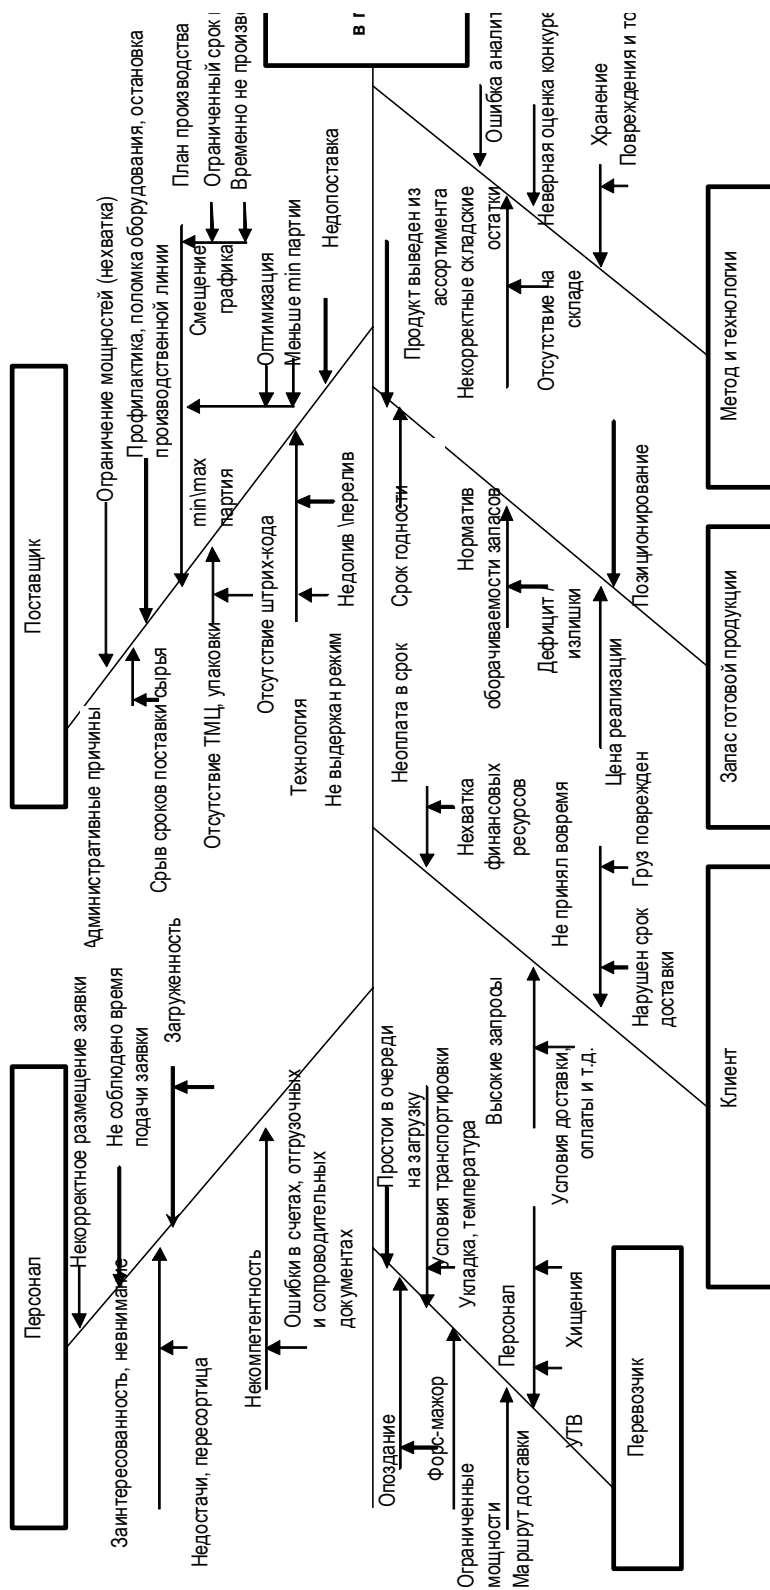 Персонал
Некорректное размещение заявки
Не соблюдено время
подачи заявки
Загруженность
Заинтересованность, невнимание
Недостачи, пересортица
Некомпетентность
Ошибки в счетах, отгрузочных
и сопроводительных
документах
Поставщик
Ограничение мощностей (нехватка)
Профилактика, поломка оборудования, остановка
производственной линии
План производства
Ограниченный срок
Временно не произв
Смещение
графика
min\max
партия
Оптимизация
Меньше min партии
Недопоставка
Административные причины
Срыв сроков поставки сырья
Отсутствие ТМЦ, упаковки
Отсутствие штрих-кода
Технология
Не выдержан режим
Недолив \перелив
в г
Перевозчик
Простои в очереди
на загрузку
Условия транспортировки
Укладка, температура
Персонал
Хищения
УТВ
Опоздание
Форс-мажор
Ограниченные
мощности
Маршрут доставки
Клиент
Неоплата в срок
Нехватка
финансовых
ресурсов
Не принял вовремя
Груз поврежден
Нарушен срок
доставки
Высокие запросы
Условия доставки,
оплаты и т.д.
Запас готовой продукции
Продукт выведен из
ассортимента
Срок годности
Норматив
оборачиваемости запасов
Дефицит /
излишки
Позиционирование
Цена реализации
Метод и технологии
Ошибка аналит
Неверная оценка конкуре
Хранение
Повреждения и то
Некорректные складские
остатки
Отсутствие на
складе